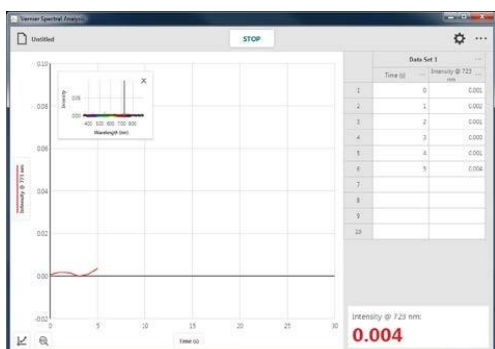 Vernier Spectral Analysis
Untitled
STOP
Data Set 1
Time (s)
Intensity @ 723 nm
1 0 0.001
2 1 0.002
3 2 0.001
4 3 0.000
5 4 0.001
6 5 0.004
7
8
9
10
0.10
0.08
0.06
0.04
0.02
0.00
-0.02
0 5 10 15 20 25 30
Time (s)
Intensity
0.00
400 500 600 700 800 900
Wavelength (nm)
Intensity @ 723 nm:
0.004